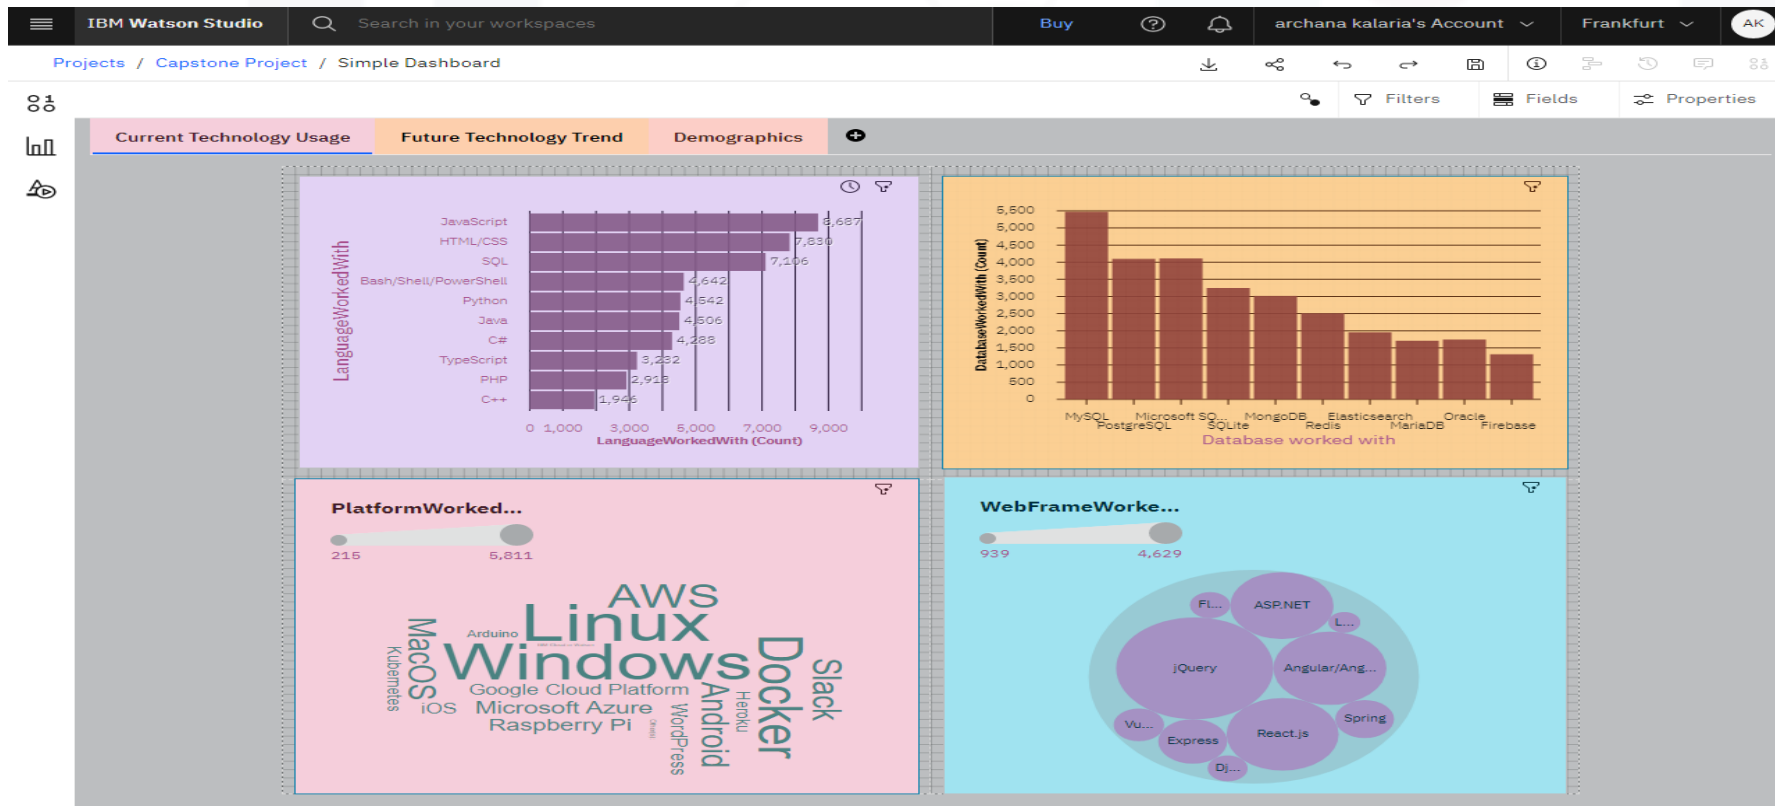 IBM Watson Studio
Search in your workspaces
Buy
archana kalaria's Account
Frankfurt
AK
Projects / Capstone Project / Simple Dashboard
Filters
Fields
Properties
Current Technology Usage
Future Technology Trend
Demographics
LanguageWorkedWith
JavaScript 8,687
HTML/CSS 7,830
SQL 7,106
Bash/Shell/PowerShell 4,642
Python 4,542
Java 4,506
C# 4,288
TypeScript 3,232
PHP 2,913
C++ 1,946
0 1,000 3,000 5,000 7,000 9,000
LanguageWorkedWith (Count)
DatabaseWorkedWith (Count)
5,500
5,000
4,500
4,000
3,500
3,000
2,500
2,000
1,500
1,000
500
0
MySQL PostgreSQL Microsoft SQ... SQLite MongoDB Redis Elasticsearch MariaDB Oracle Firebase
Database worked with
PlatformWorked...
215 5,811
AWS
Linux
Arduino
Windows
MacOS
Kubernetes
iOS
Google Cloud Platform
Microsoft Azure
Raspberry Pi
WordPress
Android
Heroku
Docker
Slack
WebFrameWorke...
939 4,629
Fl...
ASP.NET
L...
jQuery
Angular/Ang...
Vu...
Express
React.js
Spring
Dj...